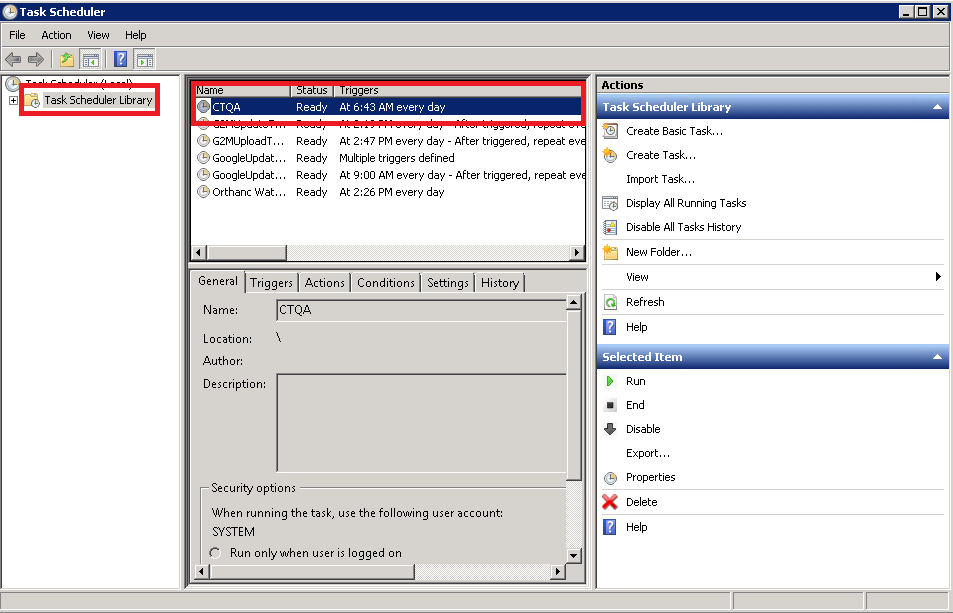 Task Scheduler
File Action View Help
Task Scheduler (Local)
Task Scheduler Library
Name Status Triggers
CTQA Ready At 6:43 AM every day
G2MUpdateT... Ready At 2:19 PM every day - After triggered, repeat eve
G2MUploadT... Ready At 2:47 PM every day - After triggered, repeat eve
GoogleUpdat... Ready Multiple triggers defined
GoogleUpdat... Ready At 9:00 AM every day - After triggered, repeat eve
Orthanc Wat... Ready At 2:26 PM every day
General Triggers Actions Conditions Settings History
Name: CTQA
Location: \
Author:
Description:
Security options
When running the task, use the following user account:
SYSTEM
Run only when user is logged on
Actions
Task Scheduler Library
Create Basic Task...
Create Task...
Import Task...
Display All Running Tasks
Disable All Tasks History
New Folder...
View
Refresh
Help
Selected Item
Run
End
Disable
Export...
Properties
Delete
Help